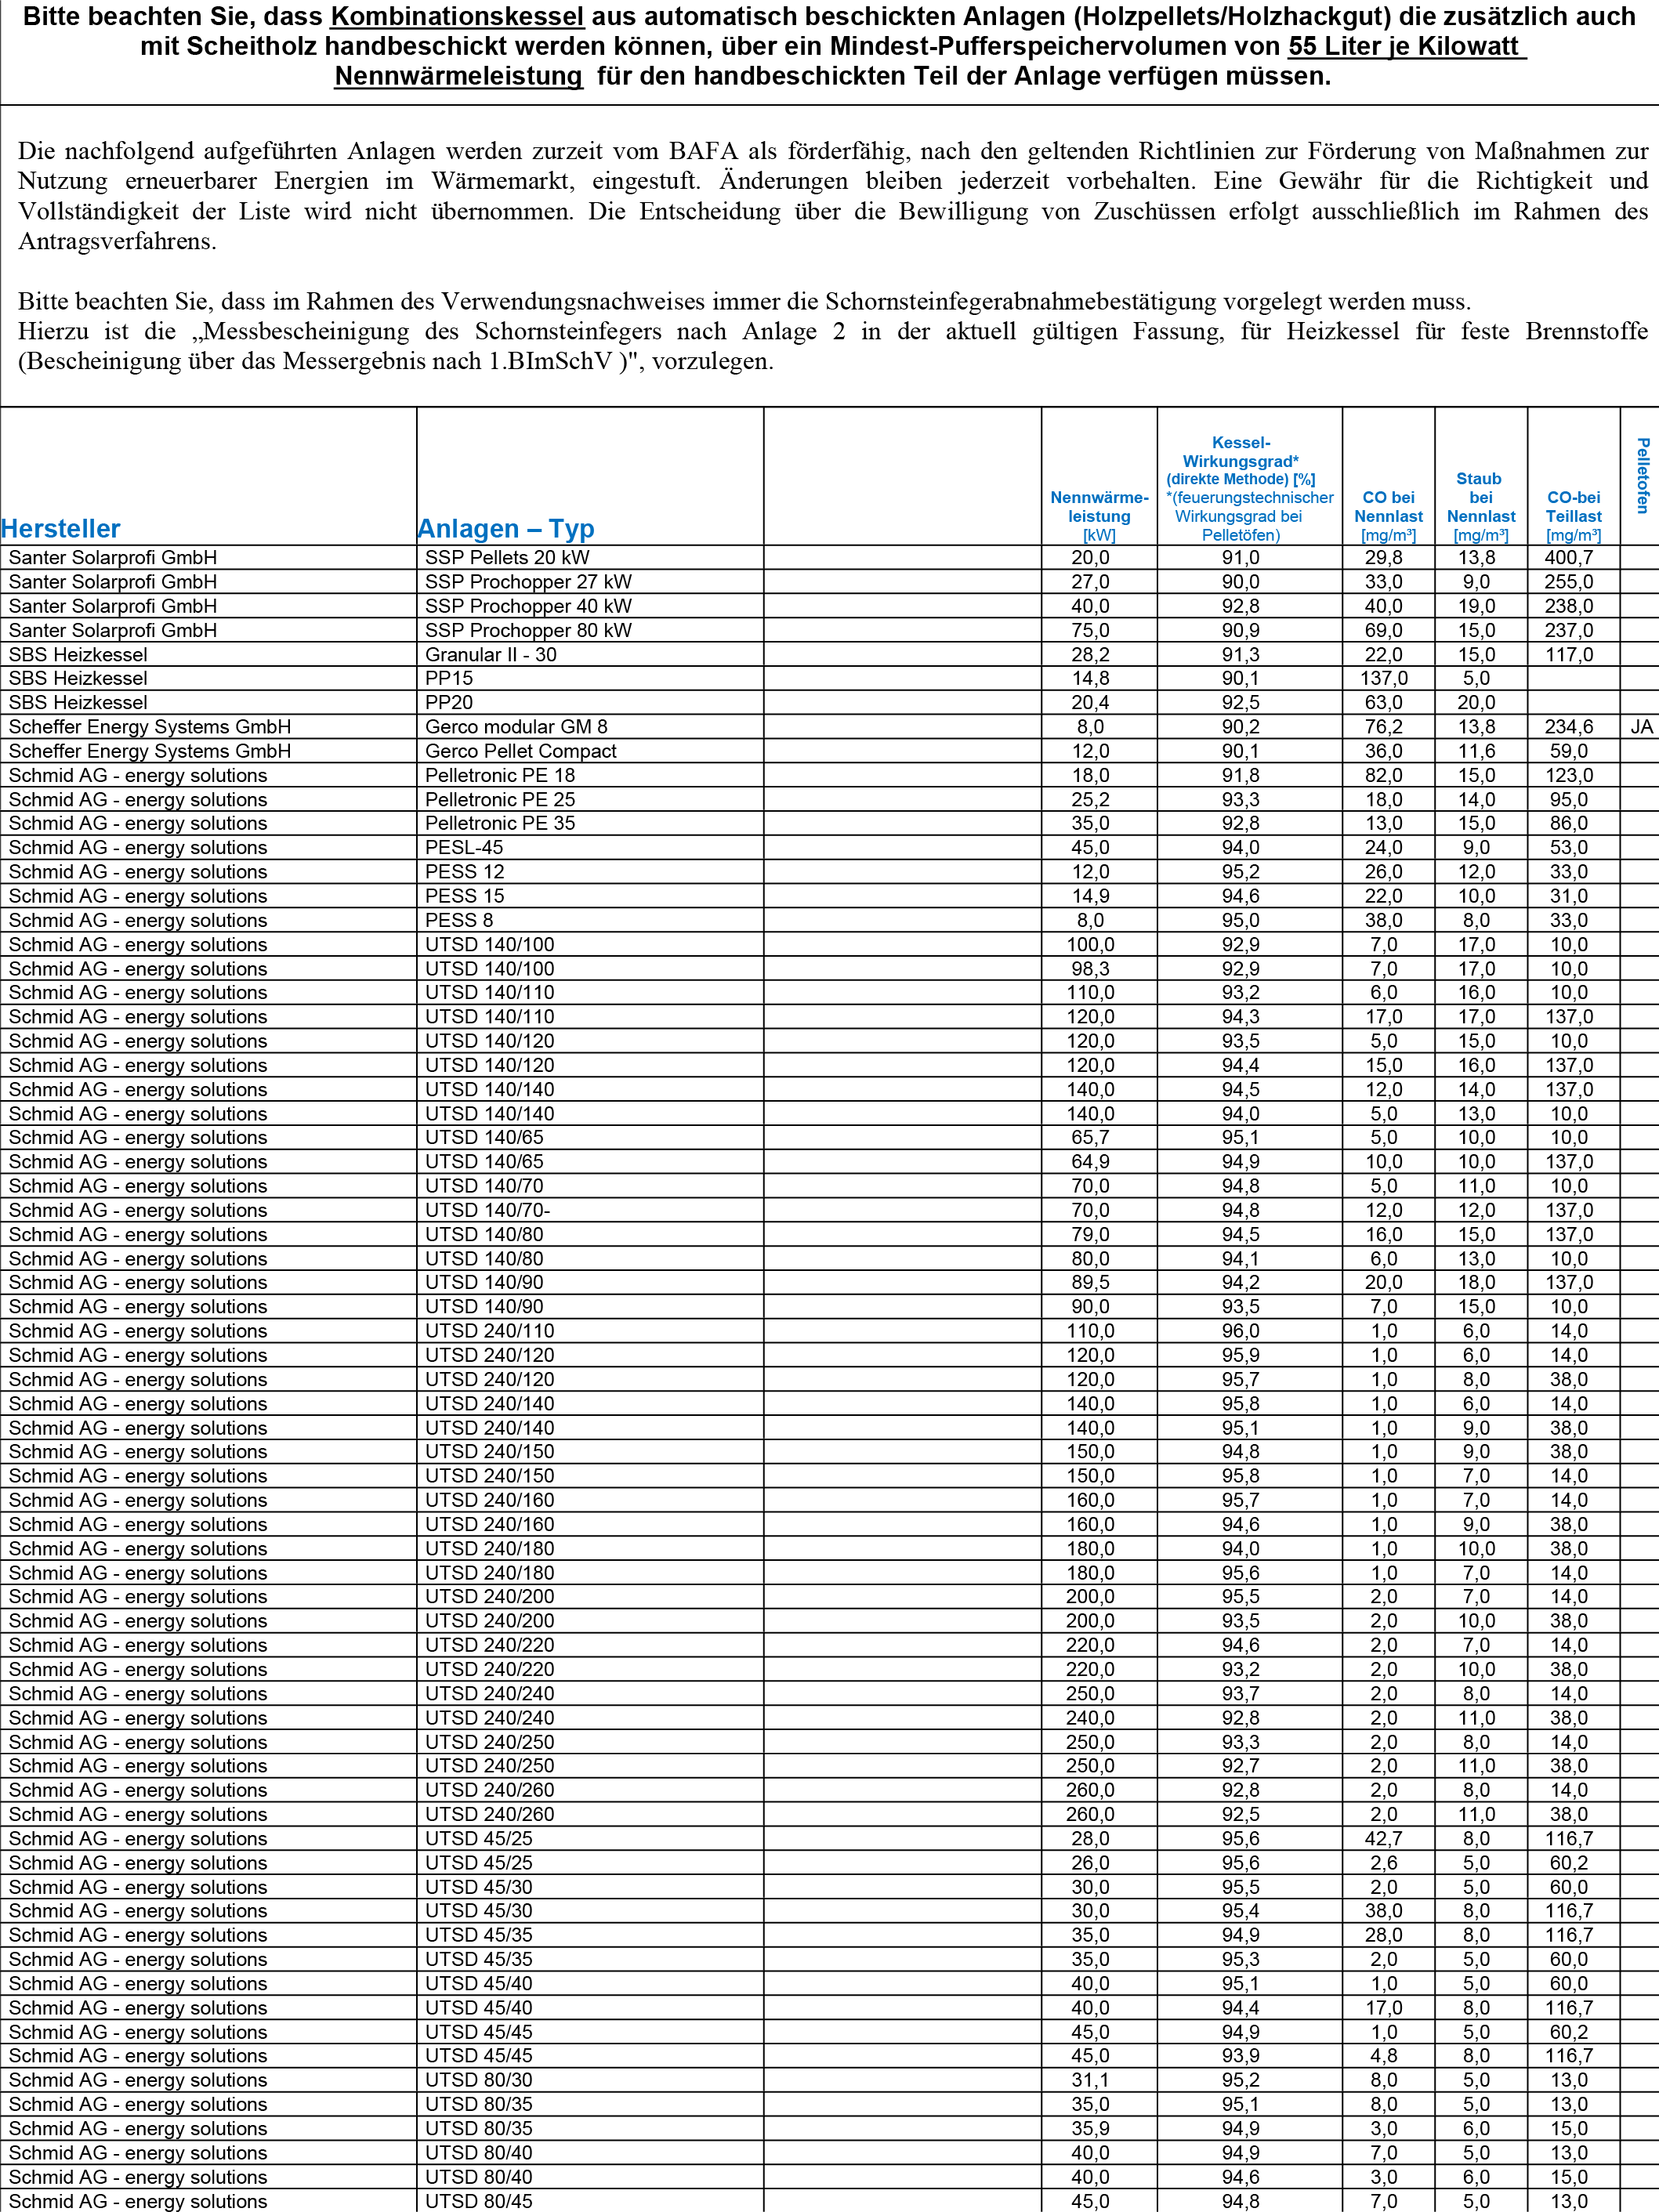 Bitte beachten Sie, dass Kombinationskessel aus automatisch beschickten Anlagen (Holzpellets/Holzhackgut) die zusätzlich auch
mit Scheitholz handbeschickt werden können, über ein Mindest-Pufferspeichervolumen von 55 Liter je Kilowatt
Nennwärmeleistung für den handbeschickten Teil der Anlage verfügen müssen.
Die nachfolgend aufgeführten Anlagen werden zurzeit vom BAFA als förderfähig, nach den geltenden Richtlinien zur Förderung von Maßnahmen zur
Nutzung erneuerbarer Energien im Wärmemarkt, eingestuft. Änderungen bleiben jederzeit vorbehalten. Eine Gewähr für die Richtigkeit und
Vollständigkeit der Liste wird nicht übernommen. Die Entscheidung über die Bewilligung von Zuschüssen erfolgt ausschließlich im Rahmen des
Antragsverfahrens.
Bitte beachten Sie, dass im Rahmen des Verwendungsnachweises immer die Schornsteinfegerabnahmebestätigung vorgelegt werden muss.
Hierzu ist die „Messbescheinigung des Schornsteinfegers nach Anlage 2 in der aktuell gültigen Fassung, für Heizkessel für feste Brennstoffe
(Bescheinigung über das Messergebnis nach 1.BImSchV )", vorzulegen.
Hersteller
Anlagen – Typ
Nennwärme-
leistung
[kW]
Kessel-
Wirkungsgrad*
(direkte Methode) [%]
*(feuerungstechnischer
Wirkungsgrad bei
Pelletöfen)
CO bei
Nennlast
[mg/m³]
Staub
bei
Nennlast
[mg/m³]
CO-bei
Teillast
[mg/m³]
Pelletofen
Santer Solarprofi GmbH SSP Pellets 20 kW 20,0 91,0 29,8 13,8 400,7
Santer Solarprofi GmbH SSP Prochopper 27 kW 27,0 90,0 33,0 9,0 255,0
Santer Solarprofi GmbH SSP Prochopper 40 kW 40,0 92,8 40,0 19,0 238,0
Santer Solarprofi GmbH SSP Prochopper 80 kW 75,0 90,9 69,0 15,0 237,0
SBS Heizkessel Granular II - 30 28,2 91,3 22,0 15,0 117,0
SBS Heizkessel PP15 14,8 90,1 137,0 5,0
SBS Heizkessel PP20 20,4 92,5 63,0 20,0
Scheffer Energy Systems GmbH Gerco modular GM 8 8,0 90,2 76,2 13,8 234,6 JA
Scheffer Energy Systems GmbH Gerco Pellet Compact 12,0 90,1 36,0 11,6 59,0
Schmid AG - energy solutions Pelletronic PE 18 18,0 91,8 82,0 15,0 123,0
Schmid AG - energy solutions Pelletronic PE 25 25,2 93,3 18,0 14,0 95,0
Schmid AG - energy solutions Pelletronic PE 35 35,0 92,8 13,0 15,0 86,0
Schmid AG - energy solutions PESL-45 45,0 94,0 24,0 9,0 53,0
Schmid AG - energy solutions PESS 12 12,0 95,2 26,0 12,0 33,0
Schmid AG - energy solutions PESS 15 14,9 94,6 22,0 10,0 31,0
Schmid AG - energy solutions PESS 8 8,0 95,0 38,0 8,0 33,0
Schmid AG - energy solutions UTSD 140/100 100,0 92,9 7,0 17,0 10,0
Schmid AG - energy solutions UTSD 140/100 98,3 92,9 7,0 17,0 10,0
Schmid AG - energy solutions UTSD 140/110 110,0 93,2 6,0 16,0 10,0
Schmid AG - energy solutions UTSD 140/110 120,0 94,3 17,0 17,0 137,0
Schmid AG - energy solutions UTSD 140/120 120,0 93,5 5,0 15,0 10,0
Schmid AG - energy solutions UTSD 140/120 120,0 94,4 15,0 16,0 137,0
Schmid AG - energy solutions UTSD 140/140 140,0 94,5 12,0 14,0 137,0
Schmid AG - energy solutions UTSD 140/140 140,0 94,0 5,0 13,0 10,0
Schmid AG - energy solutions UTSD 140/65 65,7 95,1 5,0 10,0 10,0
Schmid AG - energy solutions UTSD 140/65 64,9 94,9 10,0 10,0 137,0
Schmid AG - energy solutions UTSD 140/70 70,0 94,8 5,0 11,0 10,0
Schmid AG - energy solutions UTSD 140/70- 70,0 94,8 12,0 12,0 137,0
Schmid AG - energy solutions UTSD 140/80 79,0 94,5 16,0 15,0 137,0
Schmid AG - energy solutions UTSD 140/80 80,0 94,1 6,0 13,0 10,0
Schmid AG - energy solutions UTSD 140/90 89,5 94,2 20,0 18,0 137,0
Schmid AG - energy solutions UTSD 140/90 90,0 93,5 7,0 15,0 10,0
Schmid AG - energy solutions UTSD 240/110 110,0 96,0 1,0 6,0 14,0
Schmid AG - energy solutions UTSD 240/120 120,0 95,9 1,0 6,0 14,0
Schmid AG - energy solutions UTSD 240/120 120,0 95,7 1,0 8,0 38,0
Schmid AG - energy solutions UTSD 240/140 140,0 95,8 1,0 6,0 14,0
Schmid AG - energy solutions UTSD 240/140 140,0 95,1 1,0 9,0 38,0
Schmid AG - energy solutions UTSD 240/150 150,0 94,8 1,0 9,0 38,0
Schmid AG - energy solutions UTSD 240/150 150,0 95,8 1,0 7,0 14,0
Schmid AG - energy solutions UTSD 240/160 160,0 95,7 1,0 7,0 14,0
Schmid AG - energy solutions UTSD 240/160 160,0 94,6 1,0 9,0 38,0
Schmid AG - energy solutions UTSD 240/180 180,0 94,0 1,0 10,0 38,0
Schmid AG - energy solutions UTSD 240/180 180,0 95,6 1,0 7,0 14,0
Schmid AG - energy solutions UTSD 240/200 200,0 95,5 2,0 7,0 14,0
Schmid AG - energy solutions UTSD 240/200 200,0 93,5 2,0 10,0 38,0
Schmid AG - energy solutions UTSD 240/220 220,0 94,6 2,0 7,0 14,0
Schmid AG - energy solutions UTSD 240/220 220,0 93,2 2,0 10,0 38,0
Schmid AG - energy solutions UTSD 240/240 250,0 93,7 2,0 8,0 14,0
Schmid AG - energy solutions UTSD 240/240 240,0 92,8 2,0 11,0 38,0
Schmid AG - energy solutions UTSD 240/250 250,0 93,3 2,0 8,0 14,0
Schmid AG - energy solutions UTSD 240/250 250,0 92,7 2,0 11,0 38,0
Schmid AG - energy solutions UTSD 240/260 260,0 92,8 2,0 8,0 14,0
Schmid AG - energy solutions UTSD 240/260 260,0 92,5 2,0 11,0 38,0
Schmid AG - energy solutions UTSD 45/25 28,0 95,6 42,7 8,0 116,7
Schmid AG - energy solutions UTSD 45/25 26,0 95,6 2,6 5,0 60,2
Schmid AG - energy solutions UTSD 45/30 30,0 95,5 2,0 5,0 60,0
Schmid AG - energy solutions UTSD 45/30 30,0 95,4 38,0 8,0 116,7
Schmid AG - energy solutions UTSD 45/35 35,0 94,9 28,0 8,0 116,7
Schmid AG - energy solutions UTSD 45/35 35,0 95,3 2,0 5,0 60,0
Schmid AG - energy solutions UTSD 45/40 40,0 95,1 1,0 5,0 60,0
Schmid AG - energy solutions UTSD 45/40 40,0 94,4 17,0 8,0 116,7
Schmid AG - energy solutions UTSD 45/45 45,0 94,9 1,0 5,0 60,2
Schmid AG - energy solutions UTSD 45/45 45,0 93,9 4,8 8,0 116,7
Schmid AG - energy solutions UTSD 80/30 31,1 95,2 8,0 5,0 13,0
Schmid AG - energy solutions UTSD 80/35 35,0 95,1 8,0 5,0 13,0
Schmid AG - energy solutions UTSD 80/35 35,9 94,9 3,0 6,0 15,0
Schmid AG - energy solutions UTSD 80/40 40,0 94,9 7,0 5,0 13,0
Schmid AG - energy solutions UTSD 80/40 40,0 94,6 3,0 6,0 15,0
Schmid AG - energy solutions UTSD 80/45 45,0 94,8 7,0 5,0 13,0